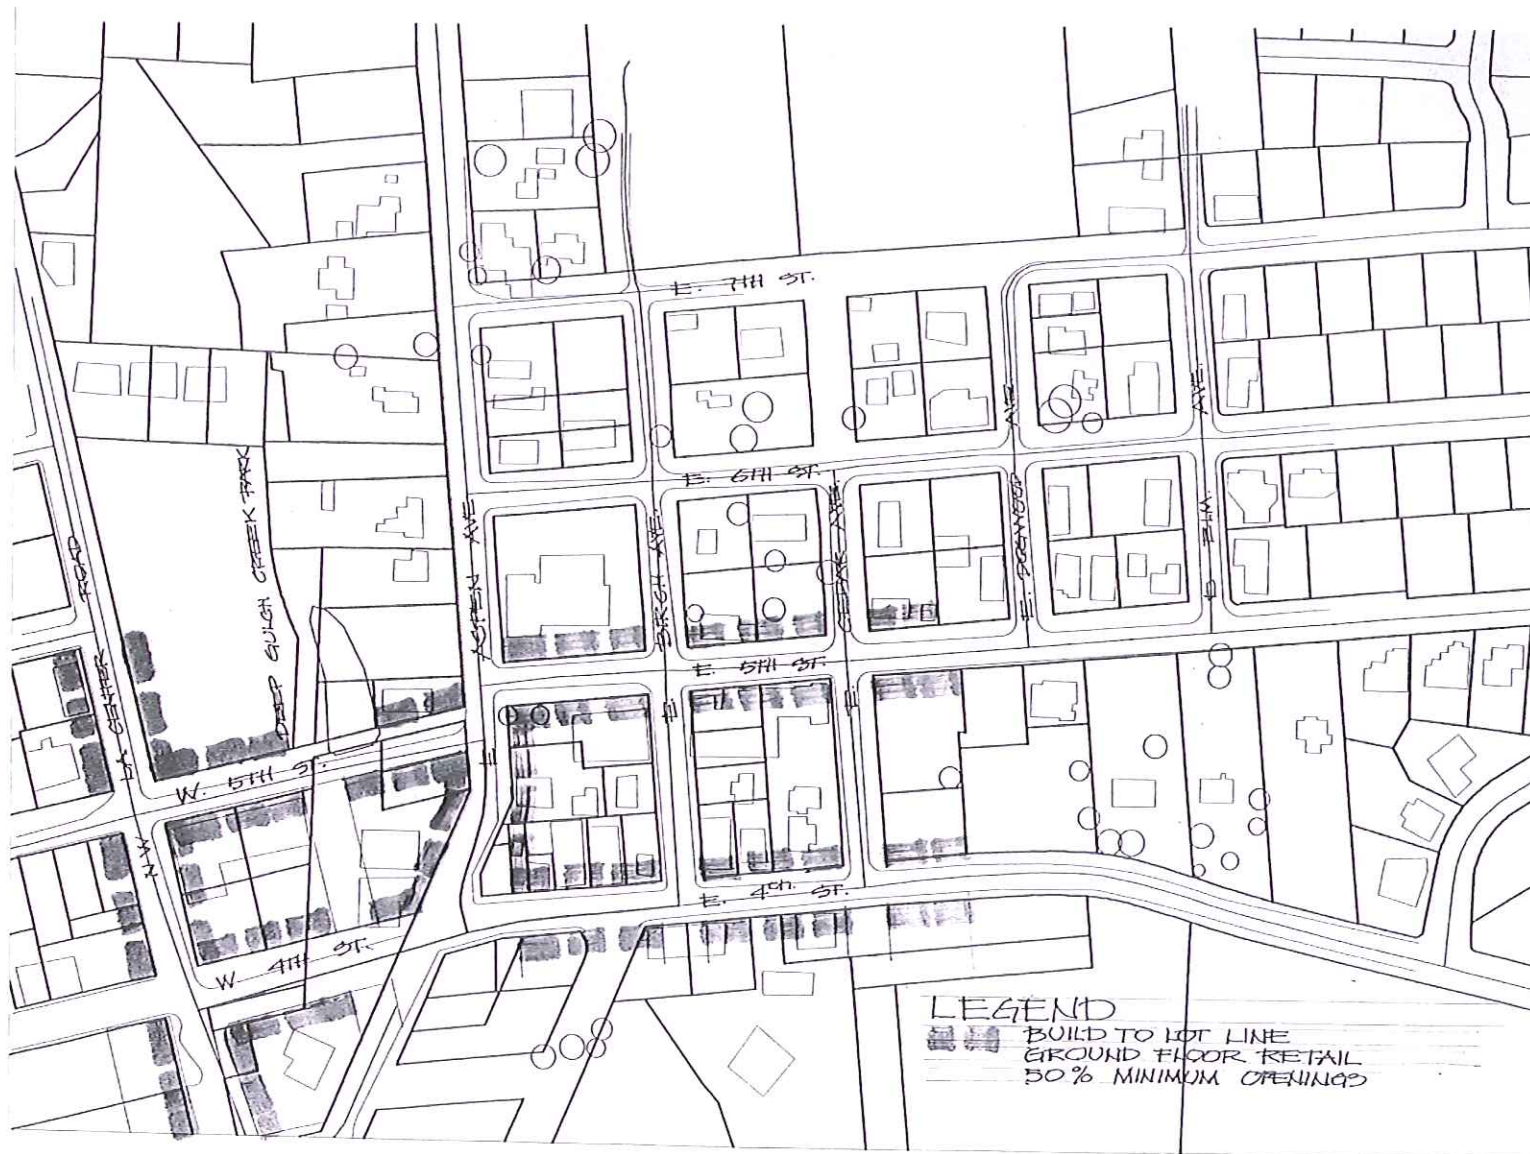 E. 7TH ST.
E. 6TH ST.
E. 5TH ST.
E. 4th. ST.
W. 5TH ST.
W. 4TH ST.
N.W. LA CENTER ROAD
DEEP GULCH CREEK PARK
E ASPEN AVE
E BIRCH AVE.
E CEDAR AVE.
E. DOGWOOD AVE
ELM. AVE.
LEGEND
BUILD TO LOT LINE
GROUND FLOOR RETAIL
50% MINIMUM OPENINGS